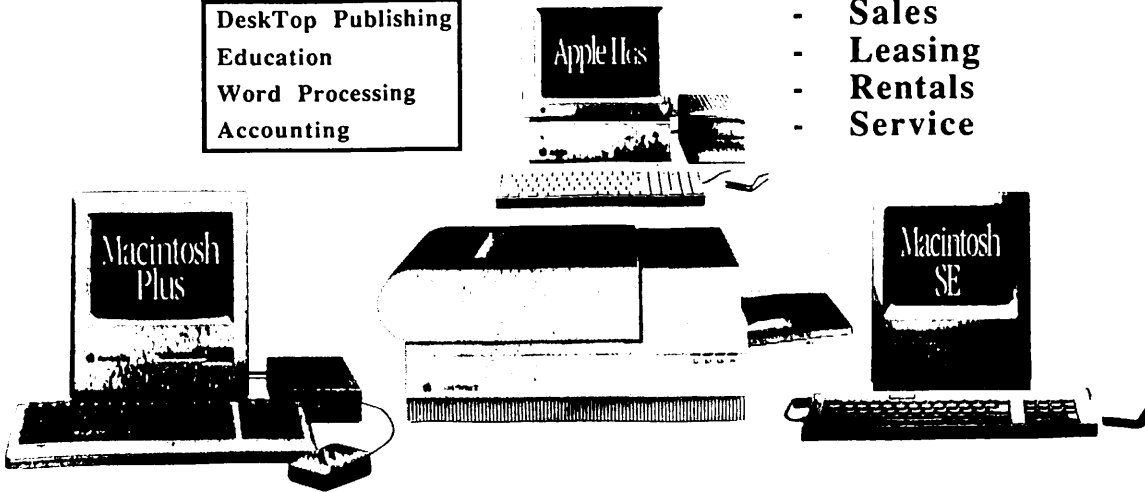 DeskTop Publishing
Education
Word Processing
Accounting
Apple IIGS
- Sales
- Leasing
- Rentals
- Service
Macintosh
Plus
Macintosh
SE